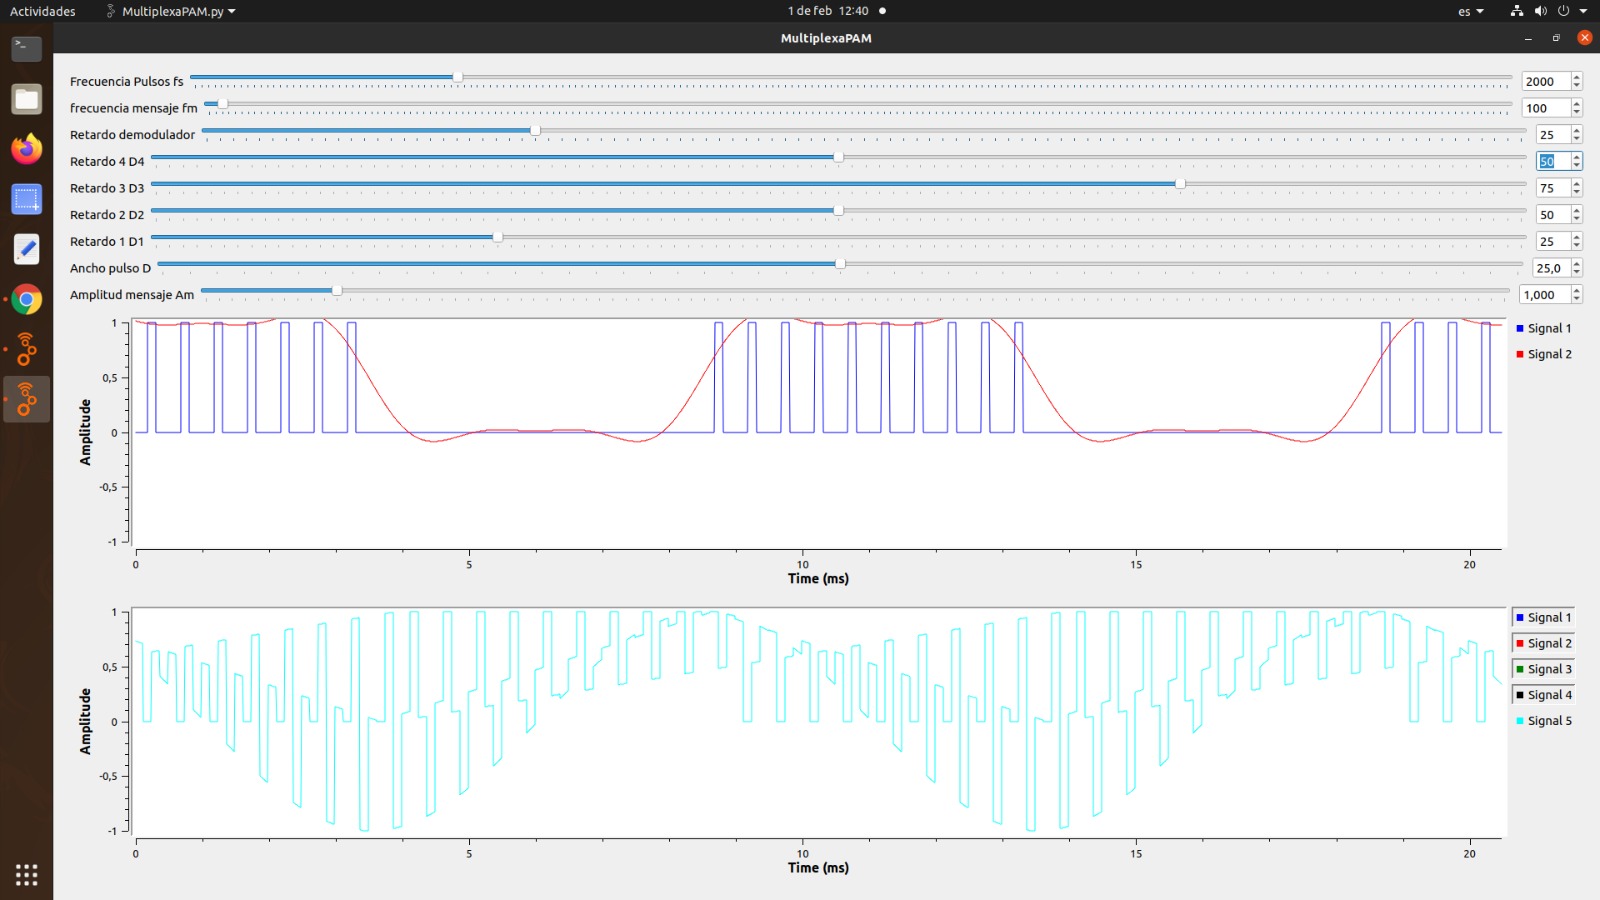 Actividades MultiplexaPAM.py 1 de feb 12:40 es
MultiplexaPAM
Frecuencia Pulsos fs 2000
frecuencia mensaje fm 100
Retardo demodulador 25
Retardo 4 D4 50
Retardo 3 D3 75
Retardo 2 D2 50
Retardo 1 D1 25
Ancho pulso D 25,0
Amplitud mensaje Am 1,000
Amplitude
1
0,5
0
-0,5
-1
0 5 10 15 20
Time (ms)
Signal 1
Signal 2
Amplitude
1
0,5
0
-0,5
-1
0 5 10 15 20
Time (ms)
Signal 1
Signal 2
Signal 3
Signal 4
Signal 5